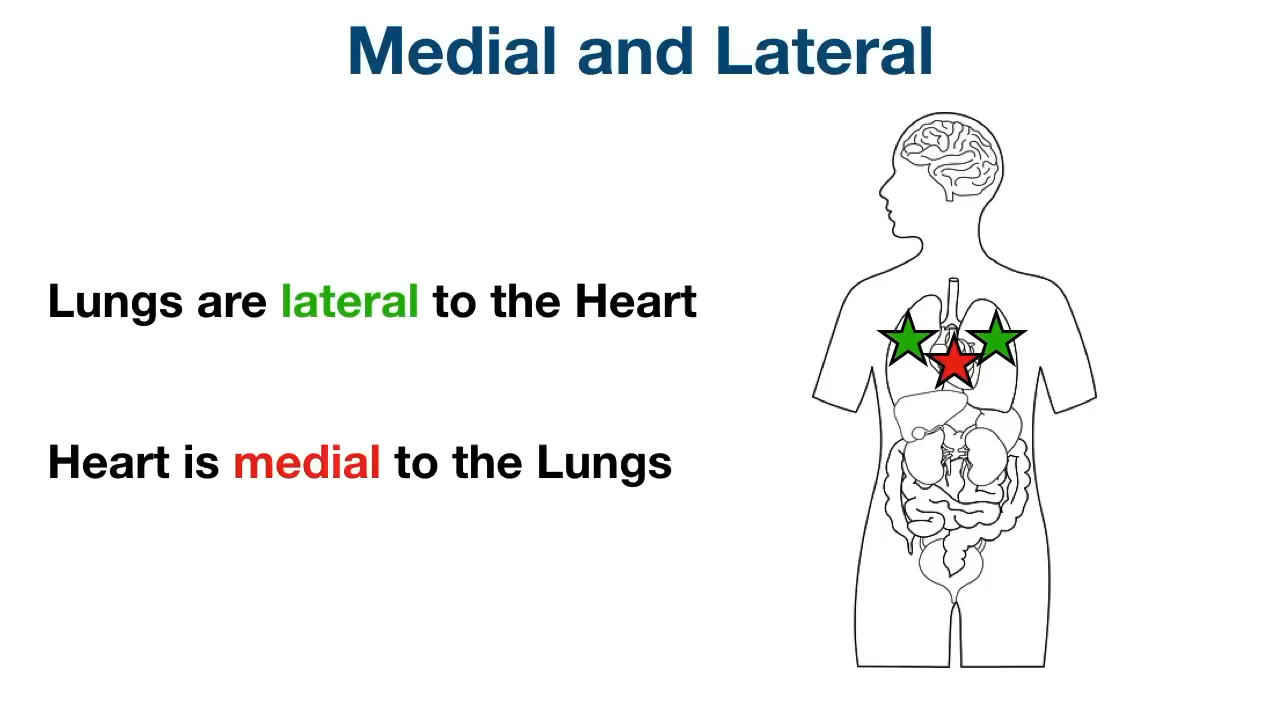 Medial and Lateral
Lungs are lateral to the Heart
Heart is medial to the Lungs